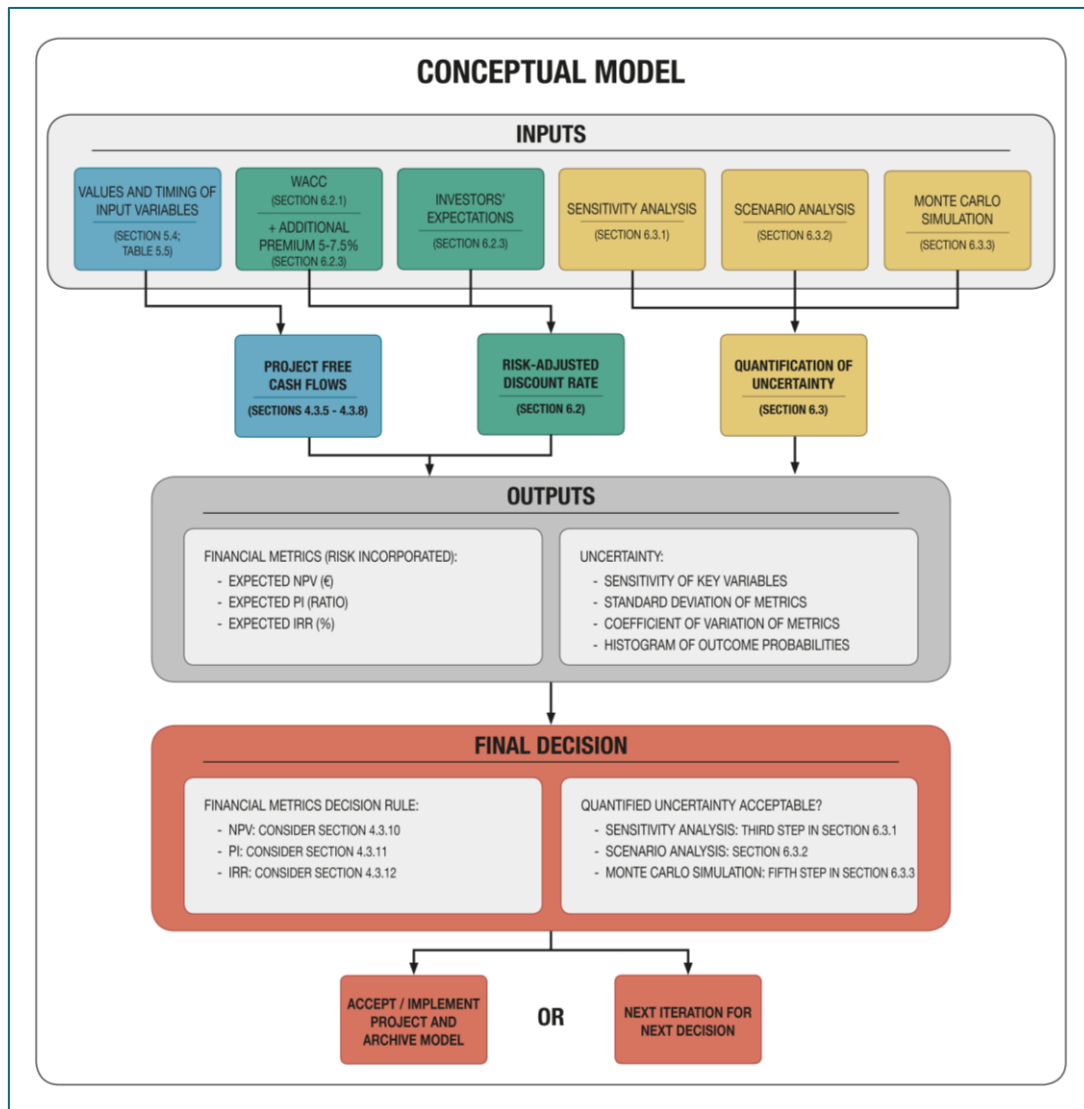 CONCEPTUAL MODEL
INPUTS
VALUES AND TIMING OF
INPUT VARIABLES
(SECTION 5.4;
TABLE 5.5)
WACC
(SECTION 6.2.1)
+ ADDITIONAL
PREMIUM 5-7.5%
(SECTION 6.2.3)
INVESTORS'
EXPECTATIONS
(SECTION 6.2.3)
SENSITIVITY ANALYSIS
(SECTION 6.3.1)
SCENARIO ANALYSIS
(SECTION 6.3.2)
MONTE CARLO
SIMULATION
(SECTION 6.3.3)
PROJECT FREE
CASH FLOWS
(SECTIONS 4.3.5 - 4.3.8)
RISK-ADJUSTED
DISCOUNT RATE
(SECTION 6.2)
QUANTIFICATION OF
UNCERTAINTY
(SECTION 6.3)
OUTPUTS
FINANCIAL METRICS (RISK INCORPORATED):
- EXPECTED NPV (€)
- EXPECTED PI (RATIO)
- EXPECTED IRR (%)
UNCERTAINTY:
- SENSITIVITY OF KEY VARIABLES
- STANDARD DEVIATION OF METRICS
- COEFFICIENT OF VARIATION OF METRICS
- HISTOGRAM OF OUTCOME PROBABILITIES
FINAL DECISION
FINANCIAL METRICS DECISION RULE:
- NPV: CONSIDER SECTION 4.3.10
- PI: CONSIDER SECTION 4.3.11
- IRR: CONSIDER SECTION 4.3.12
QUANTIFIED UNCERTAINTY ACCEPTABLE?
- SENSITIVITY ANALYSIS: THIRD STEP IN SECTION 6.3.1
- SCENARIO ANALYSIS: SECTION 6.3.2
- MONTE CARLO SIMULATION: FIFTH STEP IN SECTION 6.3.3
ACCEPT / IMPLEMENT
PROJECT AND
ARCHIVE MODEL
OR
NEXT ITERATION FOR
NEXT DECISION